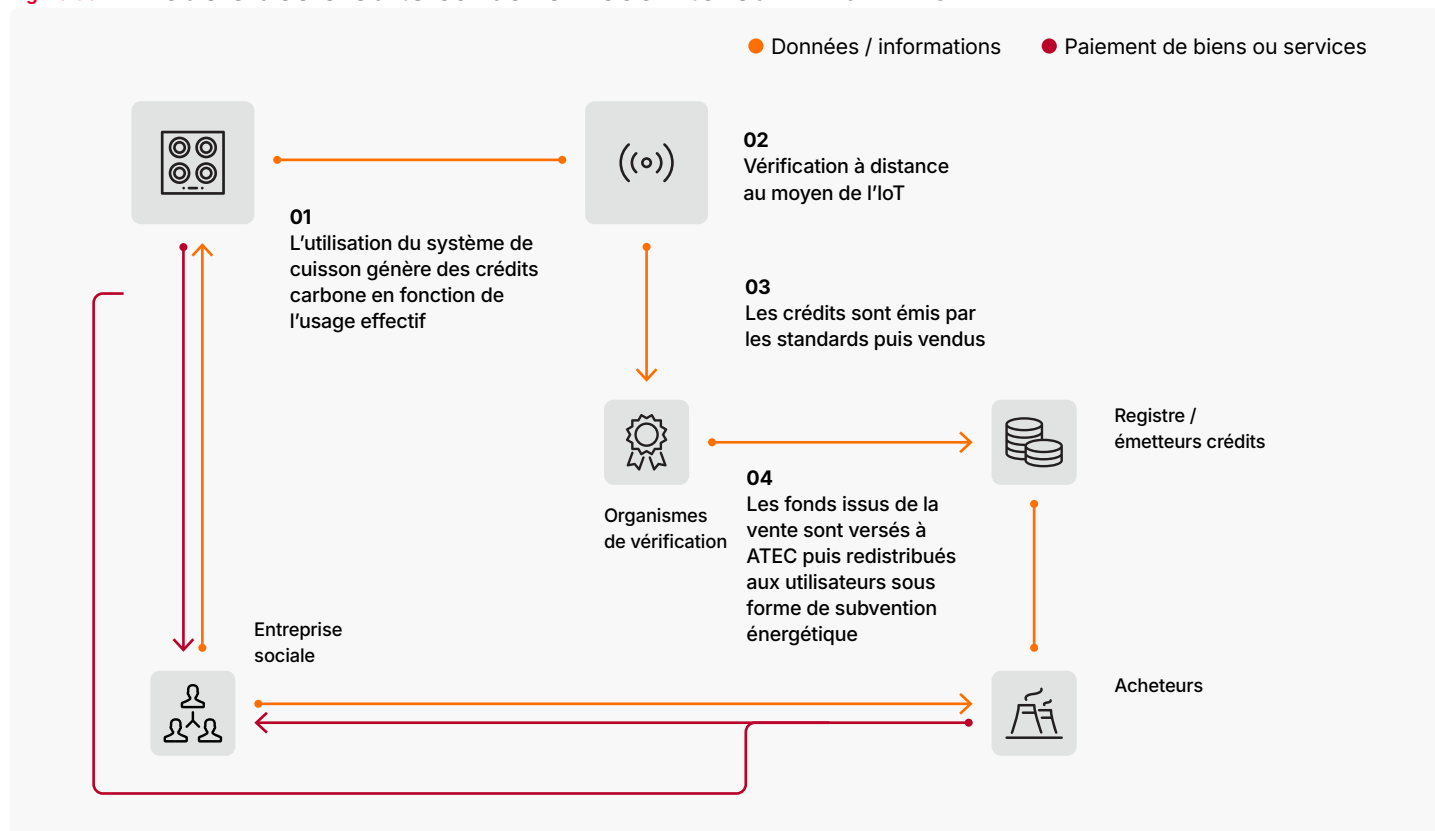 Données / informations
Paiement de biens ou services
02
Vérification à distance
au moyen de l'IoT
01
L'utilisation du système de
cuisson génère des crédits
carbone en fonction de
l'usage effectif
03
Les crédits sont émis par
les standards puis vendus
Registre /
émetteurs crédits
04
Les fonds issus de la
vente sont versés à
ATEC puis redistribués
aux utilisateurs sous
forme de subvention
énergétique
Organismes
de vérification
Entreprise
sociale
Acheteurs